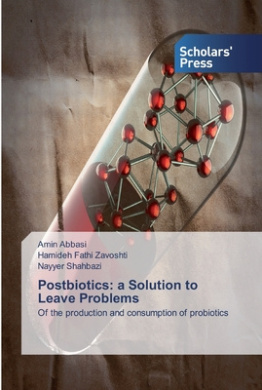 Scholars'
Press
Amin Abbasi
Hamideh Fathi Zavoshti
Nayyer Shahbazi
Postbiotics: a Solution to
Leave Problems
Of the production and consumption of probiotics